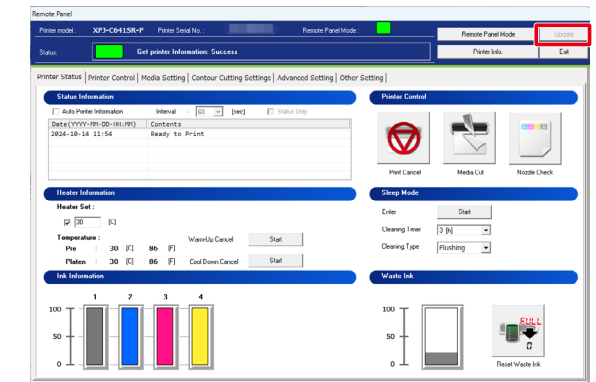 Remote Panel
Printer model : XPJ-C641SR-P Printer Serial No. : Remote Panel Mode :
Remote Panel Mode Update
Status: Get printer Information: Success
Printer Info. Exit
Printer Status Printer Control Media Setting Contour Cutting Settings Advanced Setting Other Setting
Status Information
Auto Printer Information Interval : 60 [sec] Status Only
Date(YYYY-MM-DD-HH:MM) Contents
2024-10-14 11:54 Ready to Print
Printer Control
Print Cancel Media Cut Nozzle Check
Heater Information
Heater Set :
30 [C]
Temperature :
Pre : 30 [C] 86 [F]
Platen : 30 [C] 86 [F]
Warm-Up Cancel Start
Cool Down Cancel Start
Sleep Mode
Enter Start
Cleaning Timer 3 [h]
Cleaning Type Flushing
Ink Information
1 2 3 4
100
50
0
Waste Ink
100
50
0
FULL
0
Reset Waste Ink